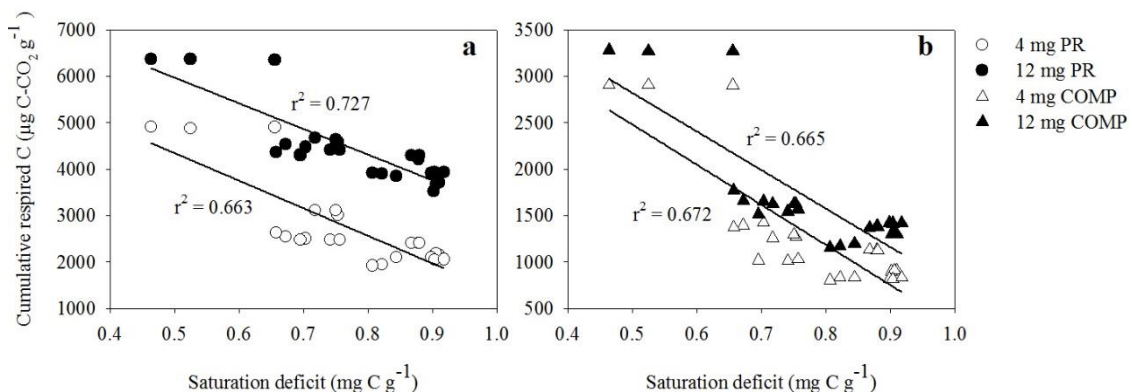 7000
6000
5000
4000
3000
2000
1000
Cumulative respired C (µg C-CO₂ g⁻¹)
a
r² = 0.727
r² = 0.663
0.4 0.5 0.6 0.7 0.8 0.9 1.0
Saturation deficit (mg C g⁻¹)
3500
3000
2500
2000
1500
1000
500
b
r² = 0.665
r² = 0.672
0.4 0.5 0.6 0.7 0.8 0.9 1.0
Saturation deficit (mg C g⁻¹)
4 mg PR
12 mg PR
4 mg COMP
12 mg COMP